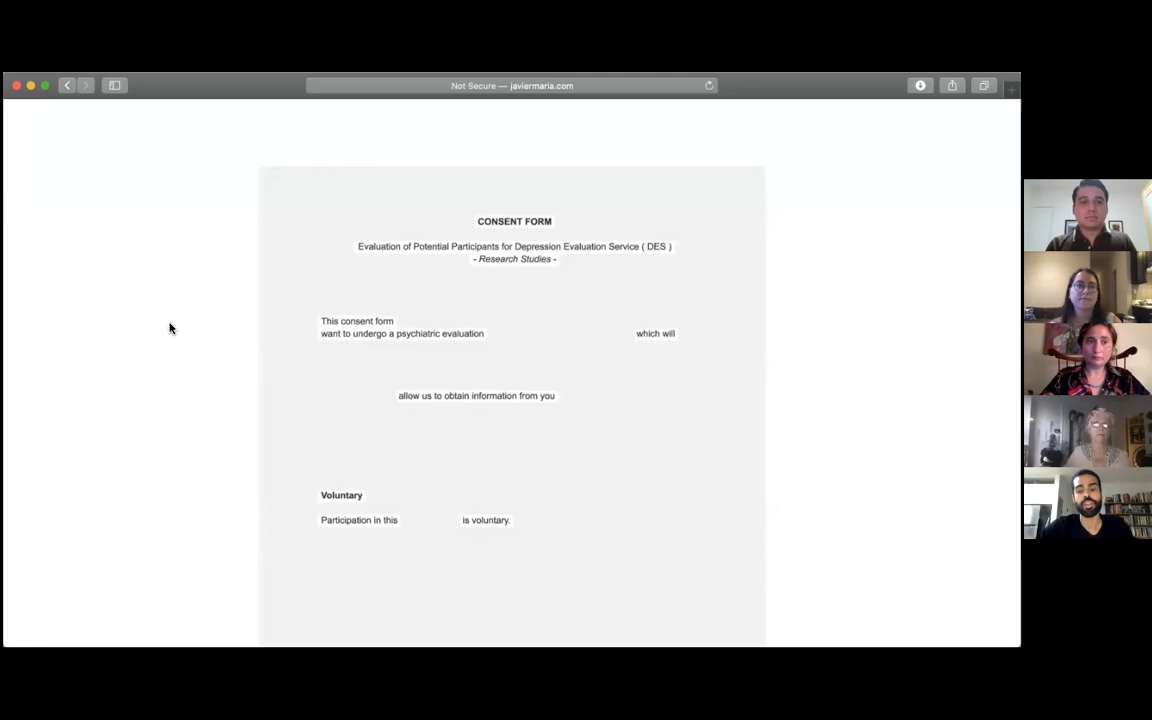 Not Secure — javiermaria.com
CONSENT FORM
Evaluation of Potential Participants for Depression Evaluation Service ( DES )
- Research Studies -
This consent form
want to undergo a psychiatric evaluation which will
allow us to obtain information from you
Voluntary
Participation in this is voluntary.